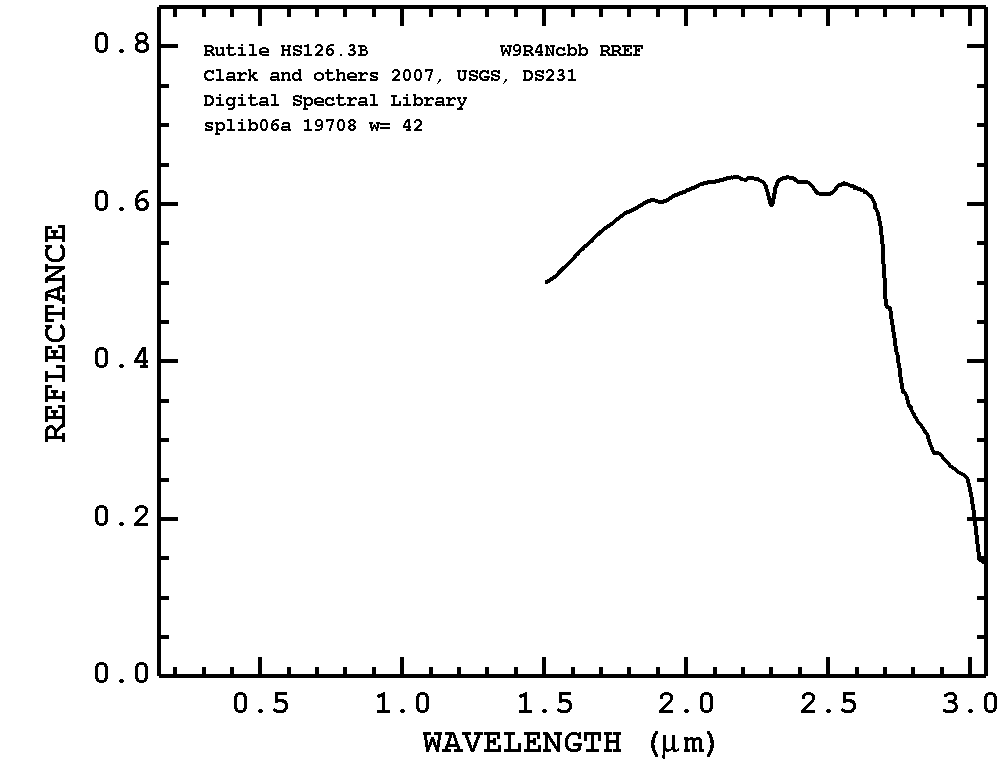 Rutile HS126.3B W9R4Ncbb RREF
Clark and others 2007, USGS, DS231
Digital Spectral Library
splib06a 19708 w= 42
0.8
0.6
0.4
0.2
0.0
REFLECTANCE
0.5 1.0 1.5 2.0 2.5 3.0
WAVELENGTH (μm)